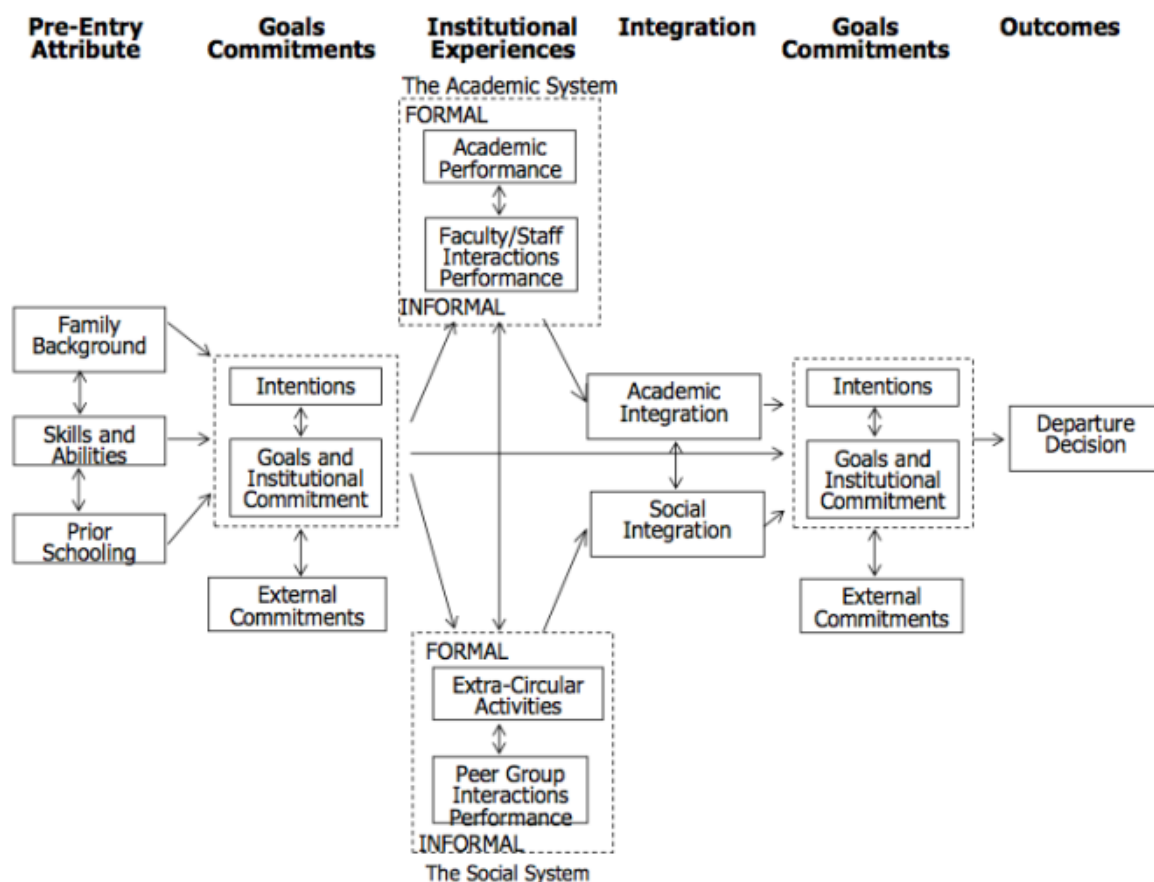 Pre-Entry
Attribute
Goals
Commitments
Institutional
Experiences
Integration
Goals
Commitments
Outcomes
The Academic System
FORMAL
Academic
Performance
Faculty/Staff
Interactions
Performance
INFORMAL
Family
Background
Skills and
Abilities
Prior
Schooling
Intentions
Goals and
Institutional
Commitment
External
Commitments
Academic
Integration
Social
Integration
Intentions
Goals and
Institutional
Commitment
External
Commitments
Departure
Decision
FORMAL
Extra-Circular
Activities
Peer Group
Interactions
Performance
INFORMAL
The Social System